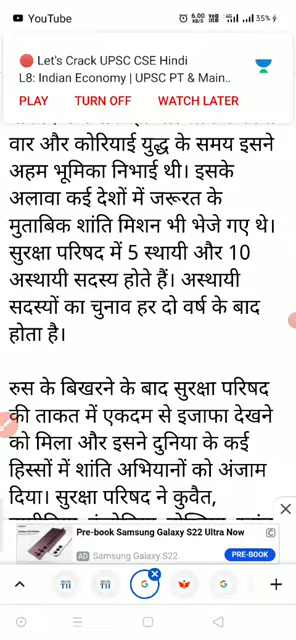 YouTube
6.00
35%
Let's Crack UPSC CSE Hindi
L8: Indian Economy | UPSC PT & Main..
PLAY TURN OFF WATCH LATER
वार और कोरियाई युद्ध के समय इसने
अहम भूमिका निभाई थी। इसके
अलावा कई देशों में जरूरत के
मुताबिक शांति मिशन भी भेजे गए थे।
सुरक्षा परिषद में 5 स्थायी और 10
अस्थायी सदस्य होते हैं। अस्थायी
सदस्यों का चुनाव हर दो वर्ष के बाद
होता है।
रुस के बिखरने के बाद सुरक्षा परिषद
की ताकत में एकदम से इजाफा देखने
को मिला और इसने दुनिया के कई
हिस्सों में शांति अभियानों को अंजाम
दिया। सुरक्षा परिषद ने कुवैत,
Pre-book Samsung Galaxy S22 Ultra Now
AD Samsung Galaxy S22
PRE-BOOK